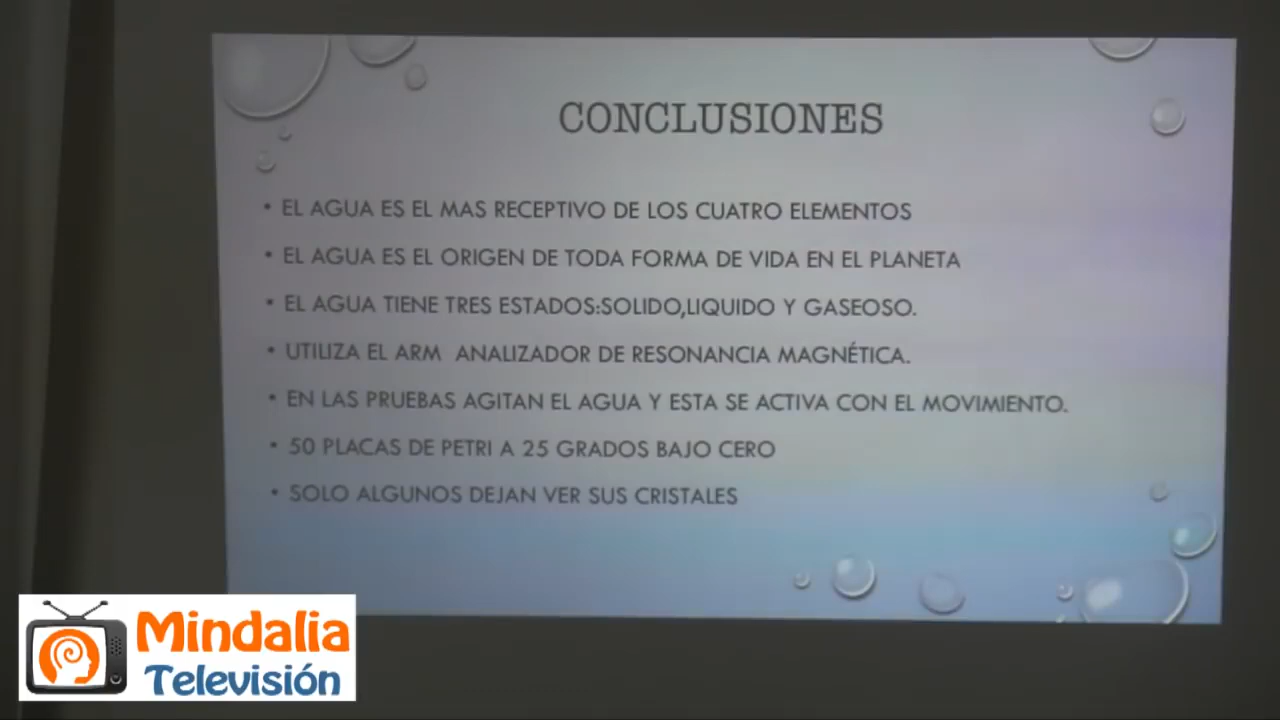 CONCLUSIONES
• EL AGUA ES EL MAS RECEPTIVO DE LOS CUATRO ELEMENTOS
• EL AGUA ES EL ORIGEN DE TODA FORMA DE VIDA EN EL PLANETA
• EL AGUA TIENE TRES ESTADOS:SOLIDO,LIQUIDO Y GASEOSO.
• UTILIZA EL ARM ANALIZADOR DE RESONANCIA MAGNÉTICA.
• EN LAS PRUEBAS AGITAN EL AGUA Y ESTA SE ACTIVA CON EL MOVIMIENTO.
• 50 PLACAS DE PETRI A 25 GRADOS BAJO CERO
• SOLO ALGUNOS DEJAN VER SUS CRISTALES
Mindalia
Televisión